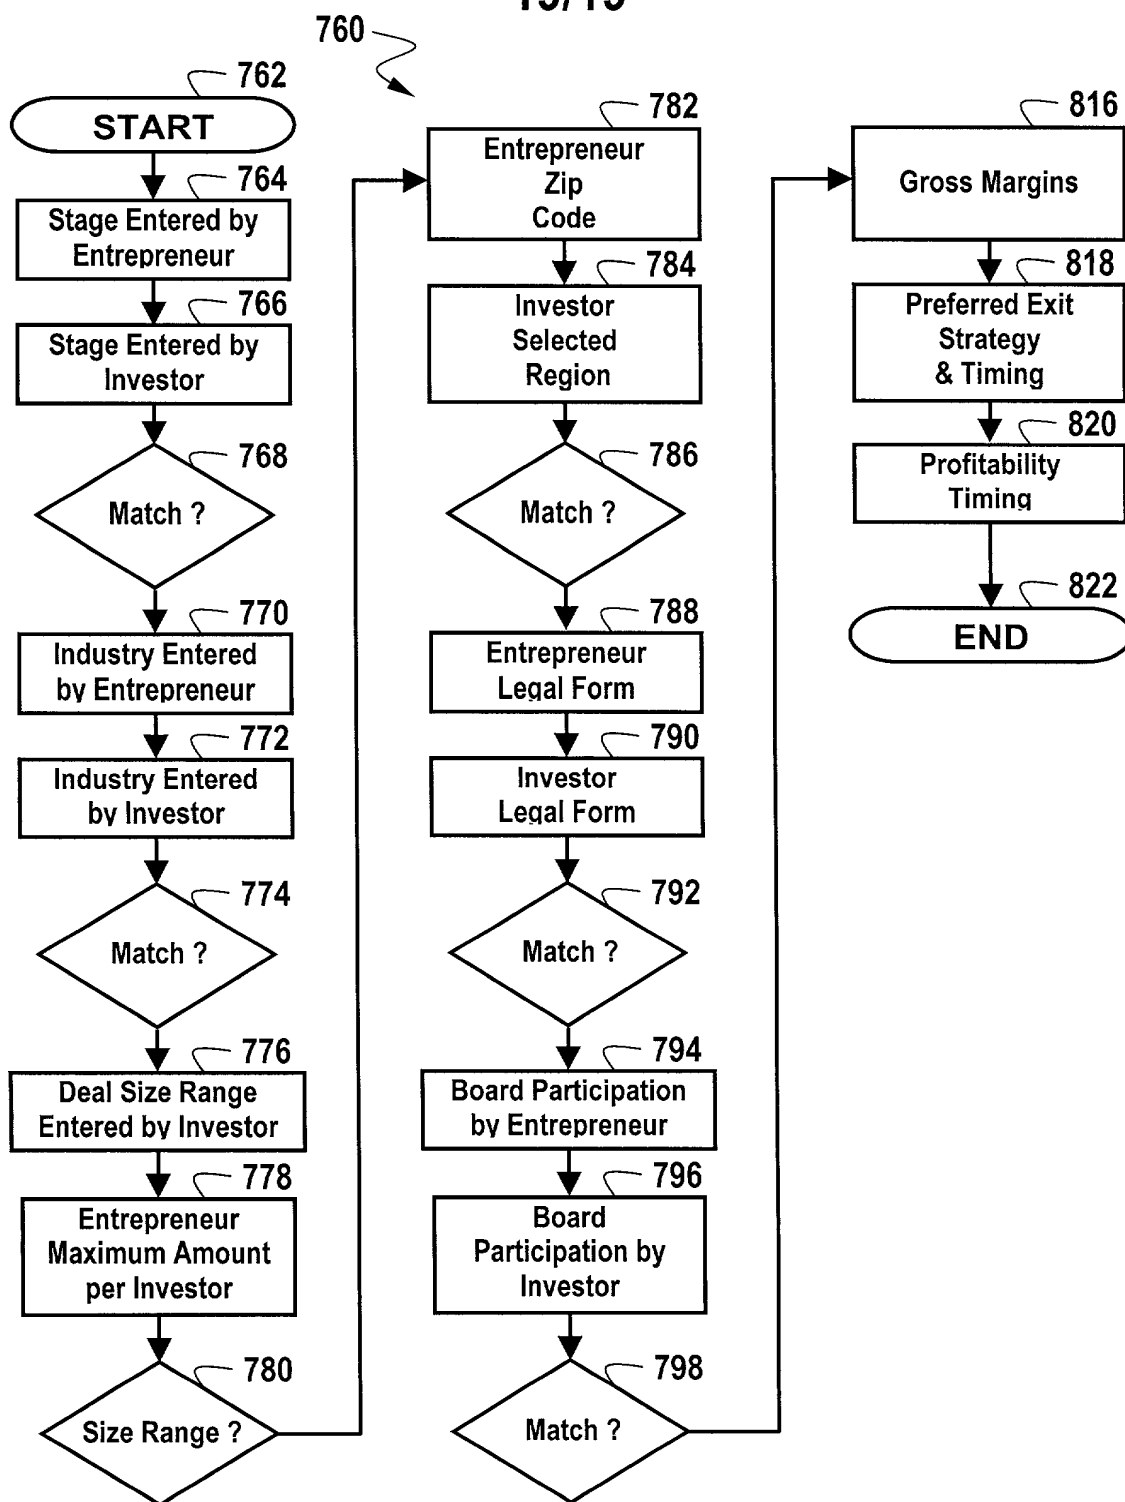 760
762
START
764
Stage Entered by
Entrepreneur
766
Stage Entered by
Investor
768
Match ?
770
Industry Entered
by Entrepreneur
772
Industry Entered
by Investor
774
Match ?
776
Deal Size Range
Entered by Investor
778
Entrepreneur
Maximum Amount
per Investor
780
Size Range ?
782
Entrepreneur
Zip
Code
784
Investor
Selected
Region
786
Match ?
788
Entrepreneur
Legal Form
790
Investor
Legal Form
792
Match ?
794
Board Participation
by Entrepreneur
796
Board
Participation by
Investor
798
Match ?
816
Gross Margins
818
Preferred Exit
Strategy
& Timing
820
Profitability
Timing
822
END